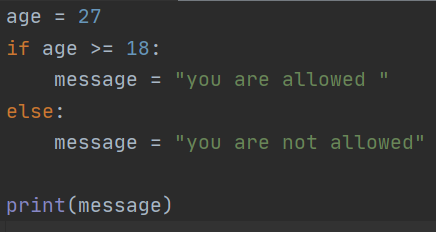 age = 27
if age >= 18:
    message = "you are allowed "
else:
    message = "you are not allowed"

print(message)